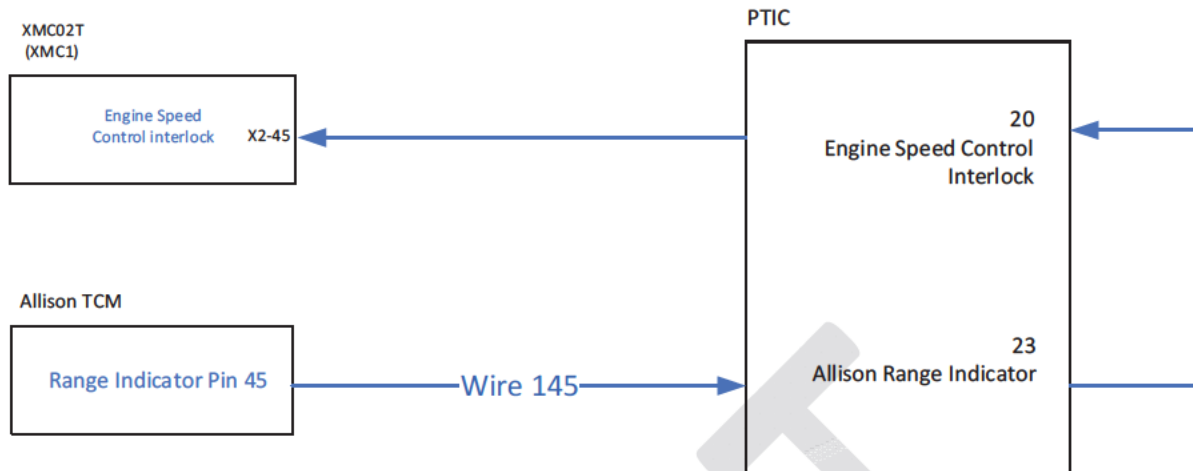 XMC02T
(XMC1)
Engine Speed
Control interlock
X2-45
PTIC
20
Engine Speed Control
Interlock
Allison TCM
Range Indicator Pin 45
Wire 145
23
Allison Range Indicator